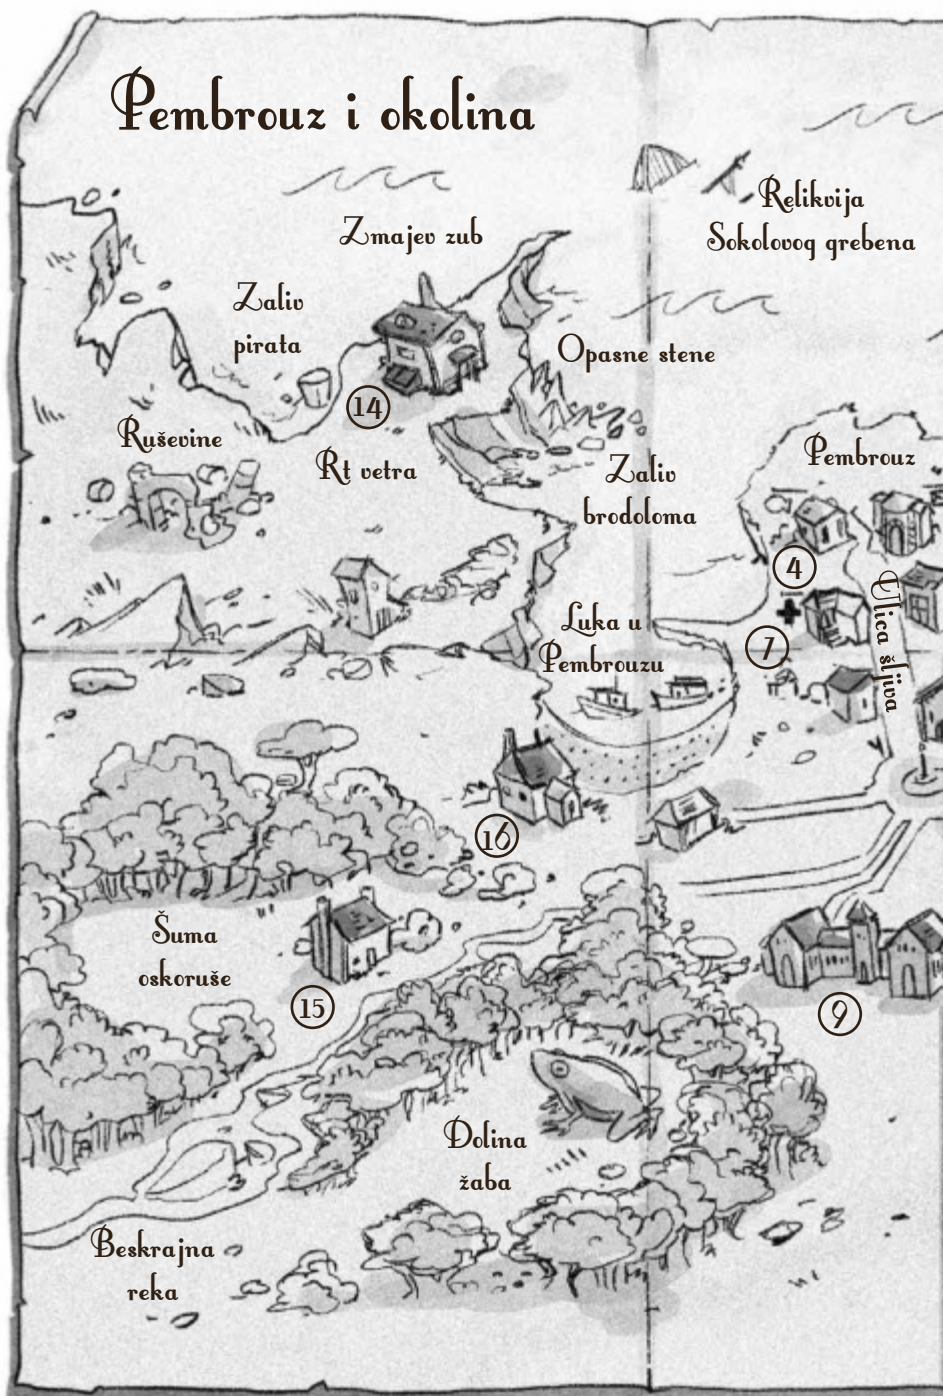 Pembrouz i okolina
Relikvija
Sokolovog grebena
Zmajev zub
Zaliv
pirata
Opasne stene
14
Ruševine
Rt vetra
Pembrouz
Zaliv
brodoloma
4
Ulica šljiva
Luka u
Pembrouzu
7
16
Šuma
oskoruše
15
9
Dolina
žaba
Beskrajna
reka